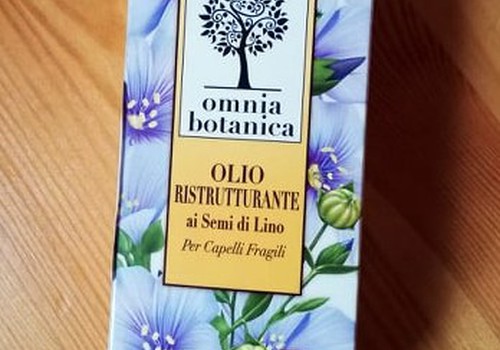 omnia
botanica
OLIO
RISTRUTTURANTE
ai Semi di Lino
Per Capelli Fragili